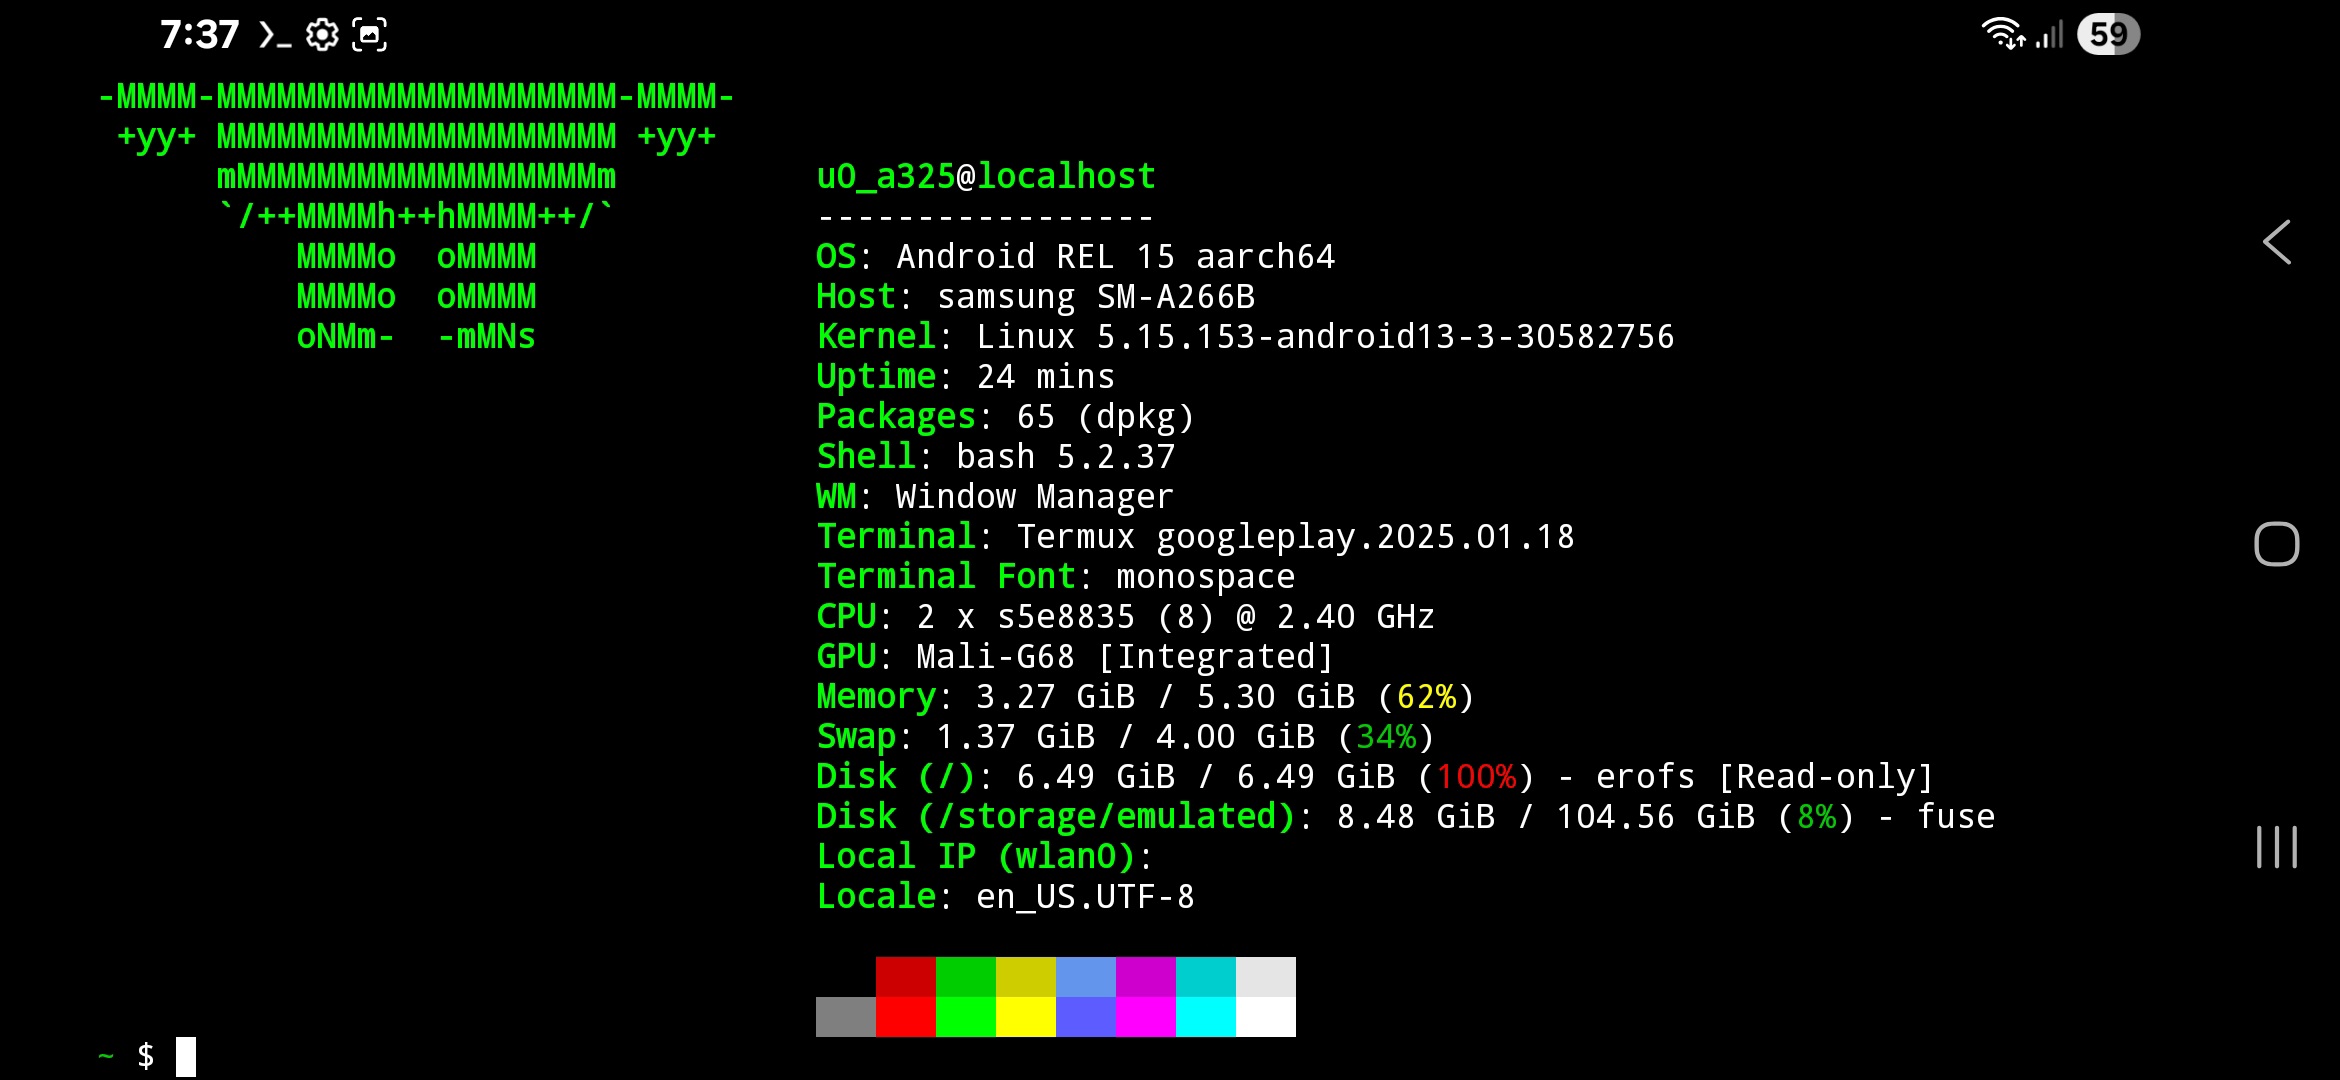 7:37 59
-MMMM-MMMMMMMMMMMMMMMMMMMM-MMMM-
+yy+ MMMMMMMMMMMMMMMMMMMM +yy+
mMMMMMMMMMMMMMMMMMMm
`/++MMMMh++hMMMM++/`
MMMMo  oMMMM
MMMMo  oMMMM
oNMm-  -mMNs
u0_a325@localhost
-----------------
OS: Android REL 15 aarch64
Host: samsung SM-A266B
Kernel: Linux 5.15.153-android13-3-30582756
Uptime: 24 mins
Packages: 65 (dpkg)
Shell: bash 5.2.37
WM: Window Manager
Terminal: Termux googleplay.2025.01.18
Terminal Font: monospace
CPU: 2 x s5e8835 (8) @ 2.40 GHz
GPU: Mali-G68 [Integrated]
Memory: 3.27 GiB / 5.30 GiB (62%)
Swap: 1.37 GiB / 4.00 GiB (34%)
Disk (/): 6.49 GiB / 6.49 GiB (100%) - erofs [Read-only]
Disk (/storage/emulated): 8.48 GiB / 104.56 GiB (8%) - fuse
Local IP (wlan0):
Locale: en_US.UTF-8
~ $